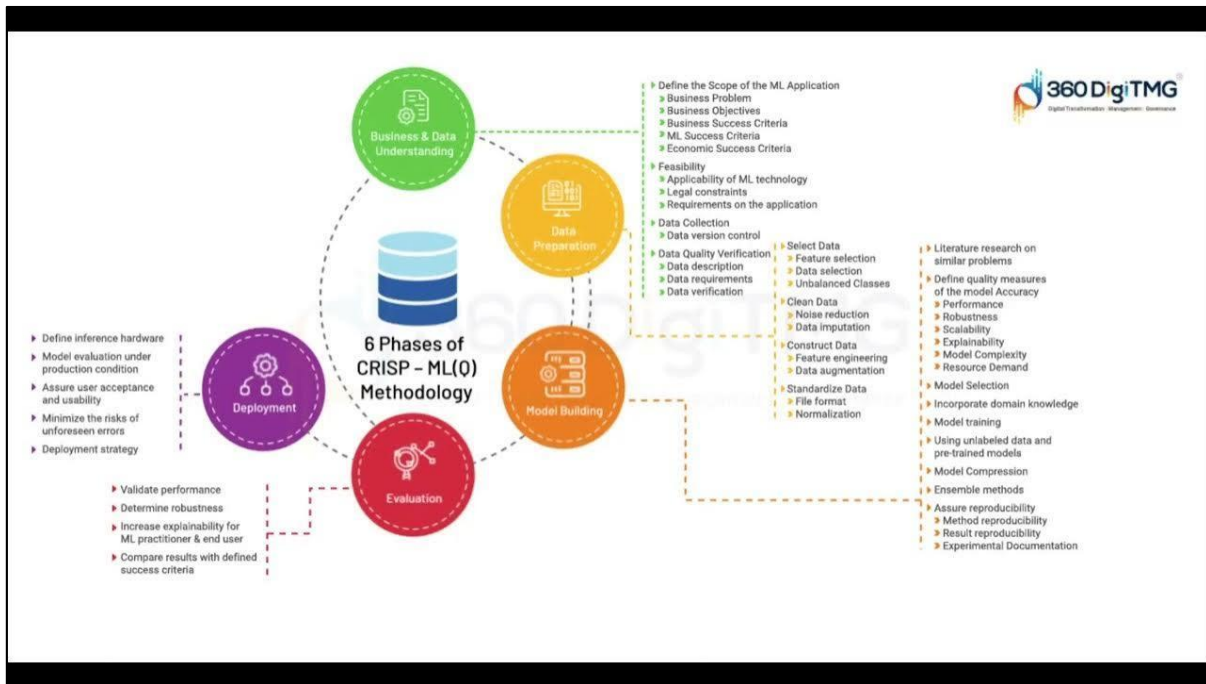 360DigiTMG
Digital Transformation Management Governance
Business & Data
Understanding
Define the Scope of the ML Application
Business Problem
Business Objectives
Business Success Criteria
ML Success Criteria
Economic Success Criteria
Feasibility
Applicability of ML technology
Legal constraints
Requirements on the application
Data Collection
Data version control
Data Quality Verification
Data description
Data requirements
Data verification
Data
Preparation
Select Data
Feature selection
Data selection
Unbalanced Classes
Clean Data
Noise reduction
Data imputation
Construct Data
Feature engineering
Data augmentation
Standardize Data
File format
Normalization
6 Phases of
CRISP – ML(Q)
Methodology
Model Building
Literature research on
similar problems
Define quality measures
of the model Accuracy
Performance
Robustness
Scalability
Explainability
Model Complexity
Resource Demand
Model Selection
Incorporate domain knowledge
Model training
Using unlabeled data and
pre-trained models
Model Compression
Ensemble methods
Assure reproducibility
Method reproducibility
Result reproducibility
Experimental Documentation
Evaluation
Validate performance
Determine robustness
Increase explainability for
ML practitioner & end user
Compare results with defined
success criteria
Deployment
Define inference hardware
Model evaluation under
production condition
Assure user acceptance
and usability
Minimize the risks of
unforeseen errors
Deployment strategy
360DigiTMG